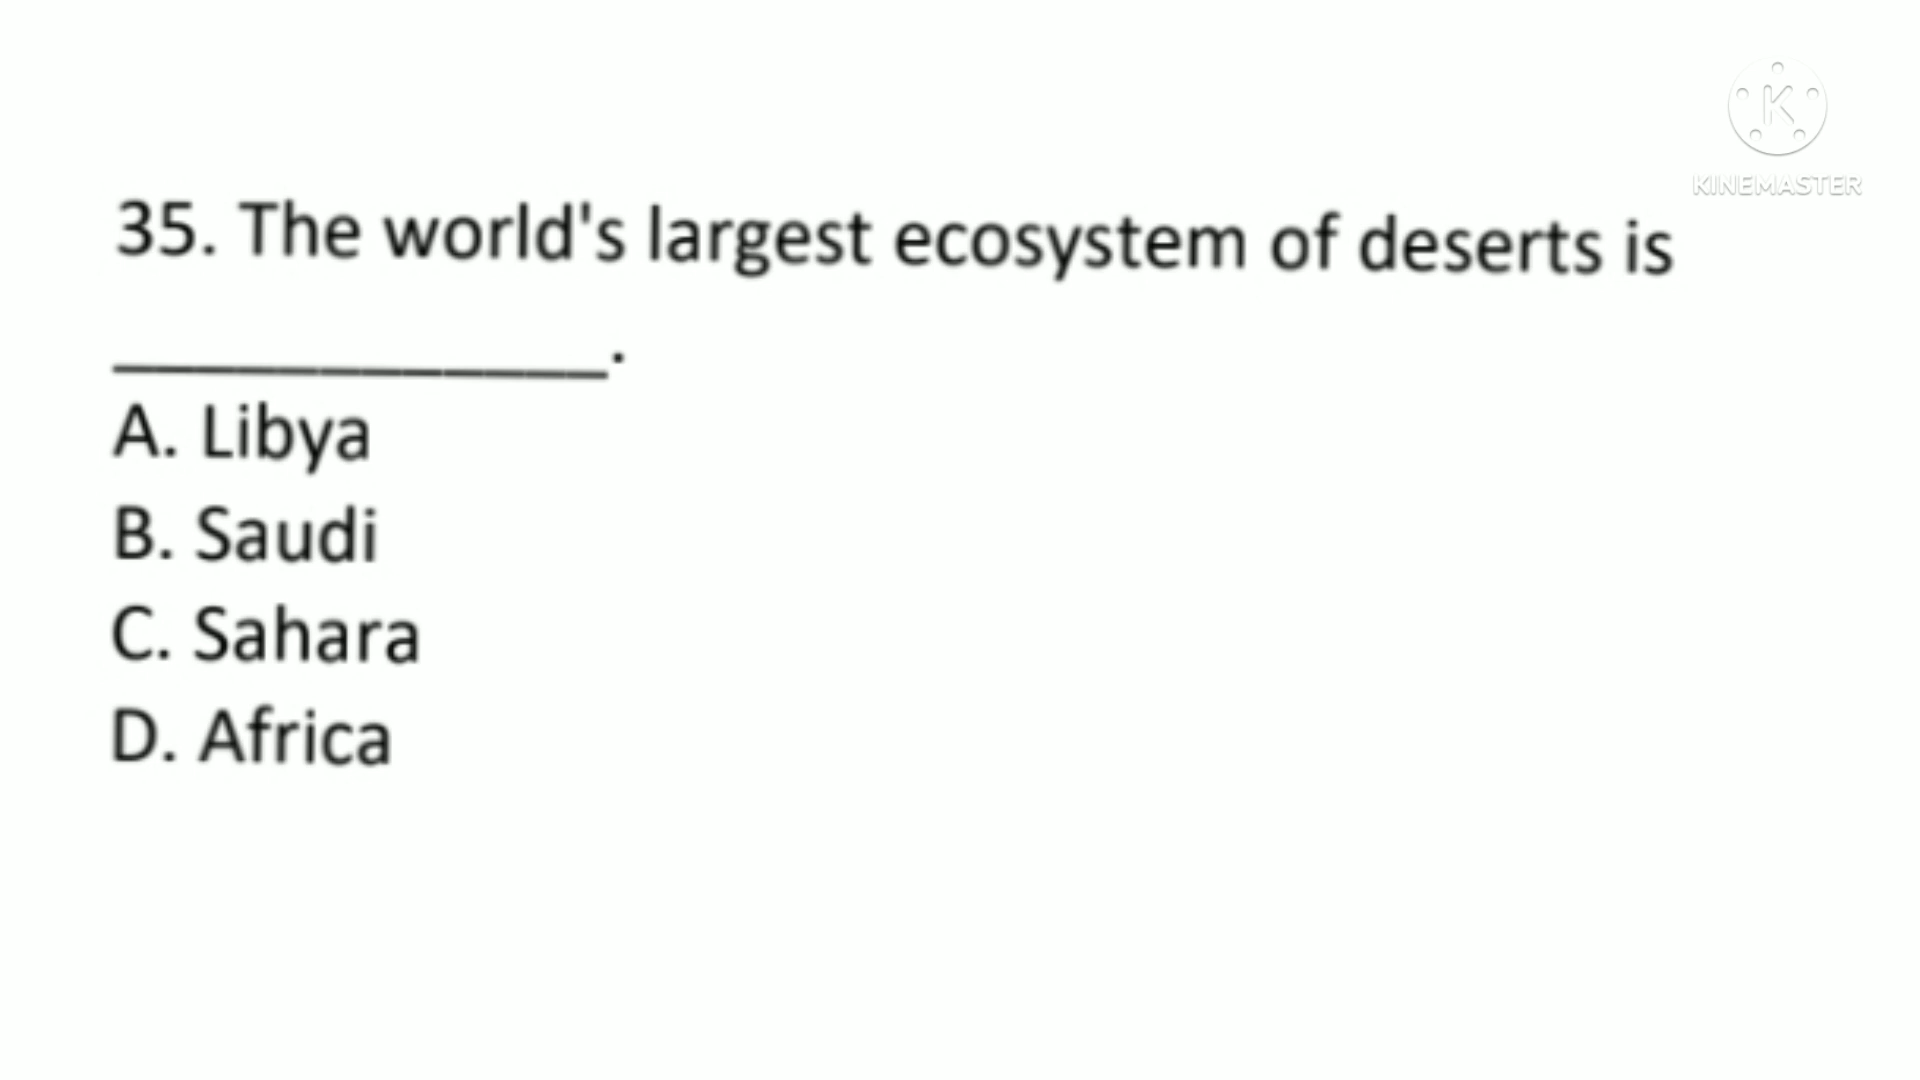 KINEMASTER
35. The world's largest ecosystem of deserts is
______________.
A. Libya
B. Saudi
C. Sahara
D. Africa